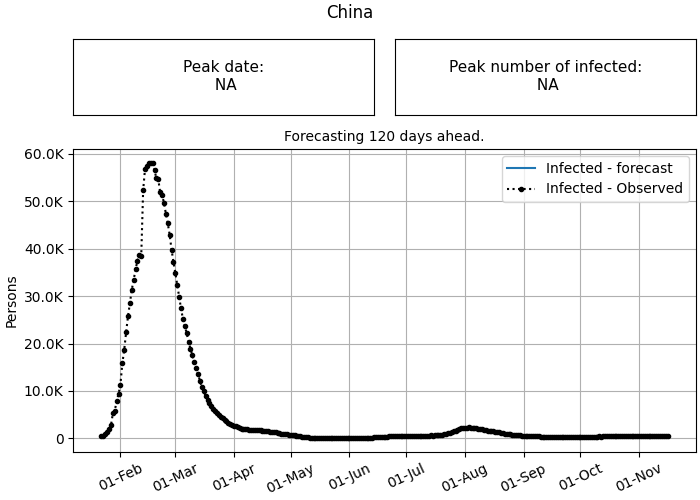 China
Peak date:
NA
Peak number of infected:
NA
Forecasting 120 days ahead.
Infected - forecast
Infected - Observed
Persons
60.0K
50.0K
40.0K
30.0K
20.0K
10.0K
0
01-Feb
01-Mar
01-Apr
01-May
01-Jun
01-Jul
01-Aug
01-Sep
01-Oct
01-Nov